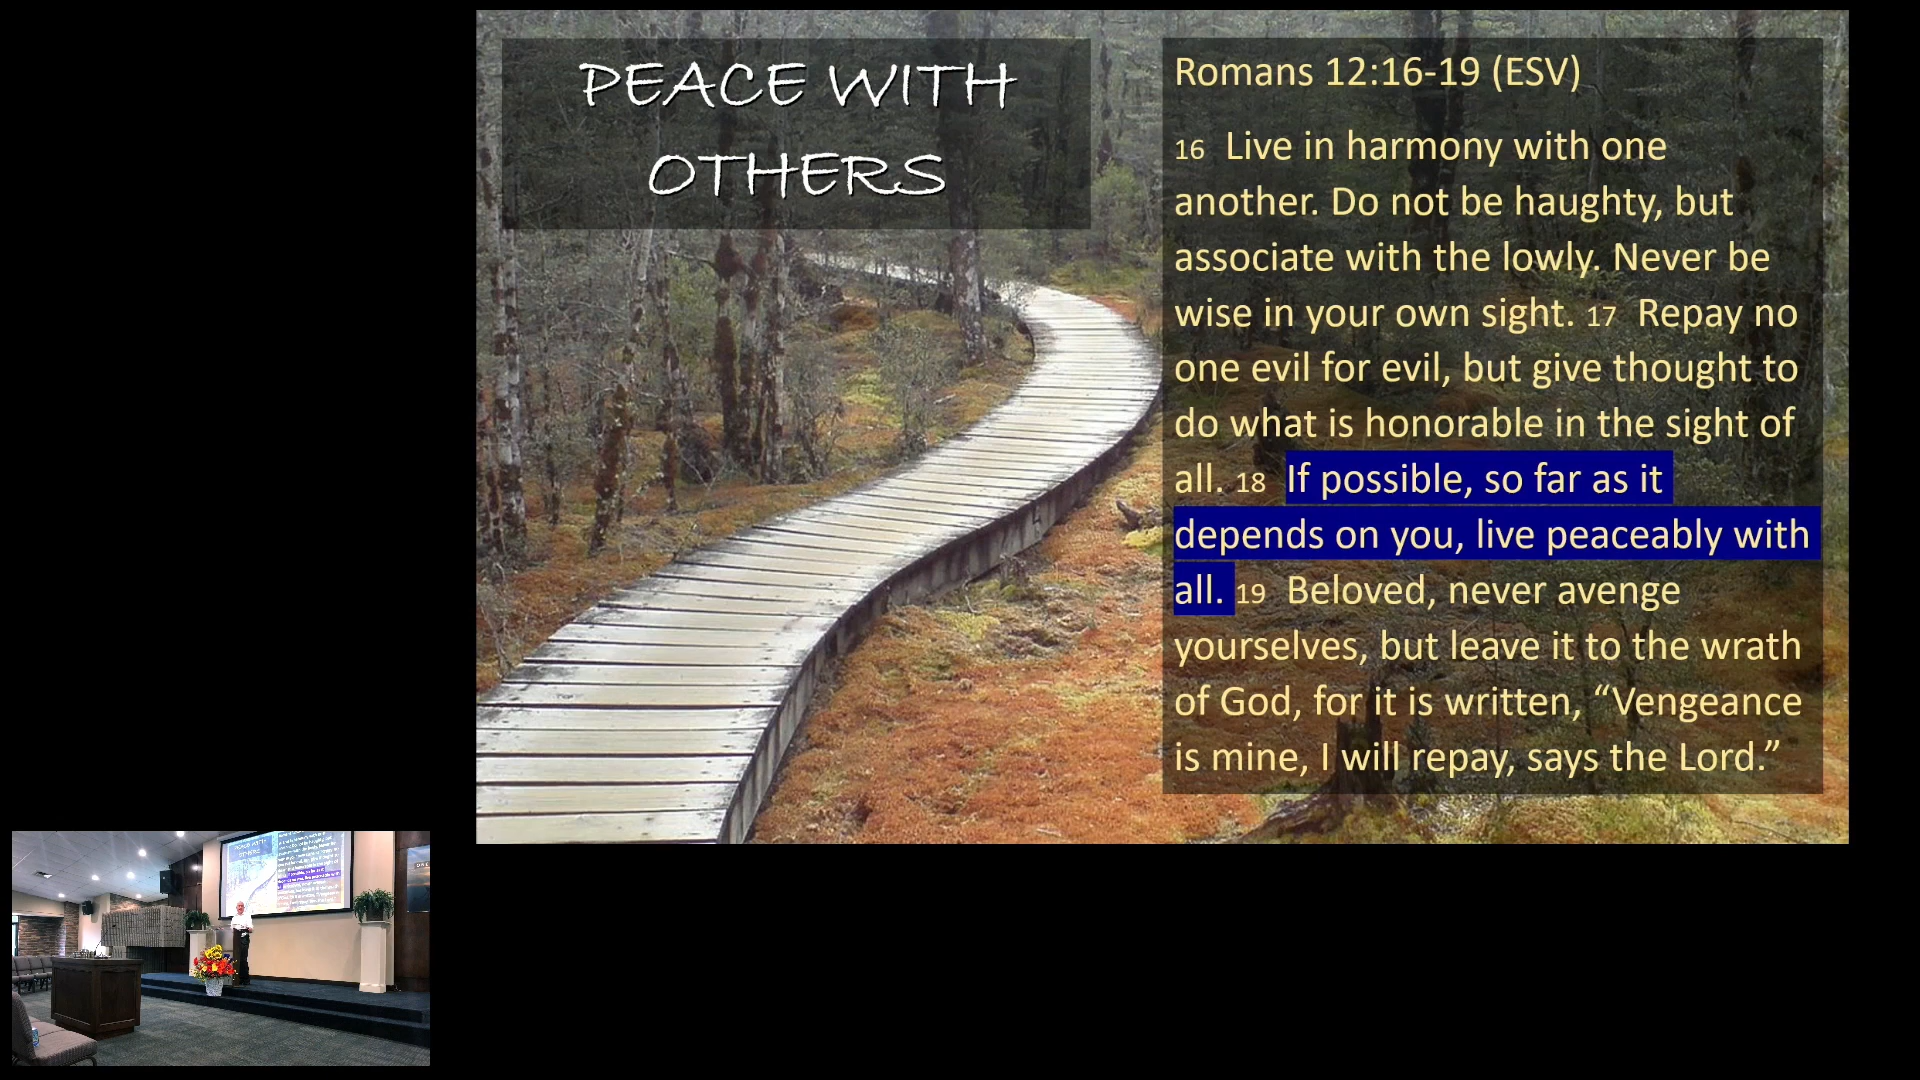 PEACE WITH
OTHERS
Romans 12:16-19 (ESV)
16 Live in harmony with one
another. Do not be haughty, but
associate with the lowly. Never be
wise in your own sight. 17 Repay no
one evil for evil, but give thought to
do what is honorable in the sight of
all. 18 If possible, so far as it
depends on you, live peaceably with
all. 19 Beloved, never avenge
yourselves, but leave it to the wrath
of God, for it is written, “Vengeance
is mine, I will repay, says the Lord.”
PEACE WITH
OTHERS